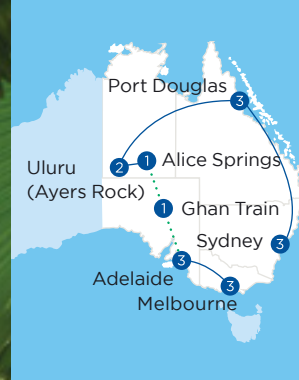 Port Douglas
3
1 Alice Springs
2
Uluru
(Ayers Rock)
1 Ghan Train
Sydney 3
3
Adelaide
3
Melbourne